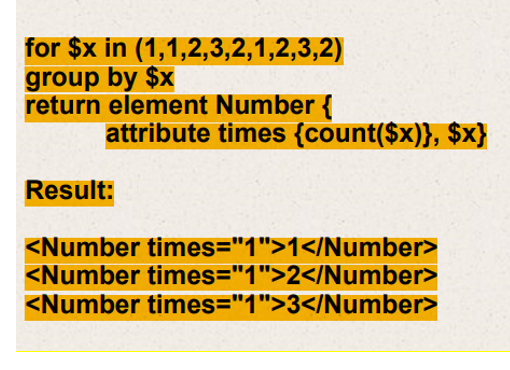 for $x in (1,1,2,3,2,1,2,3,2)
group by $x
return element Number {
attribute times {count($x)}, $x}
Result:
<Number times="1">1</Number>
<Number times="1">2</Number>
<Number times="1">3</Number>